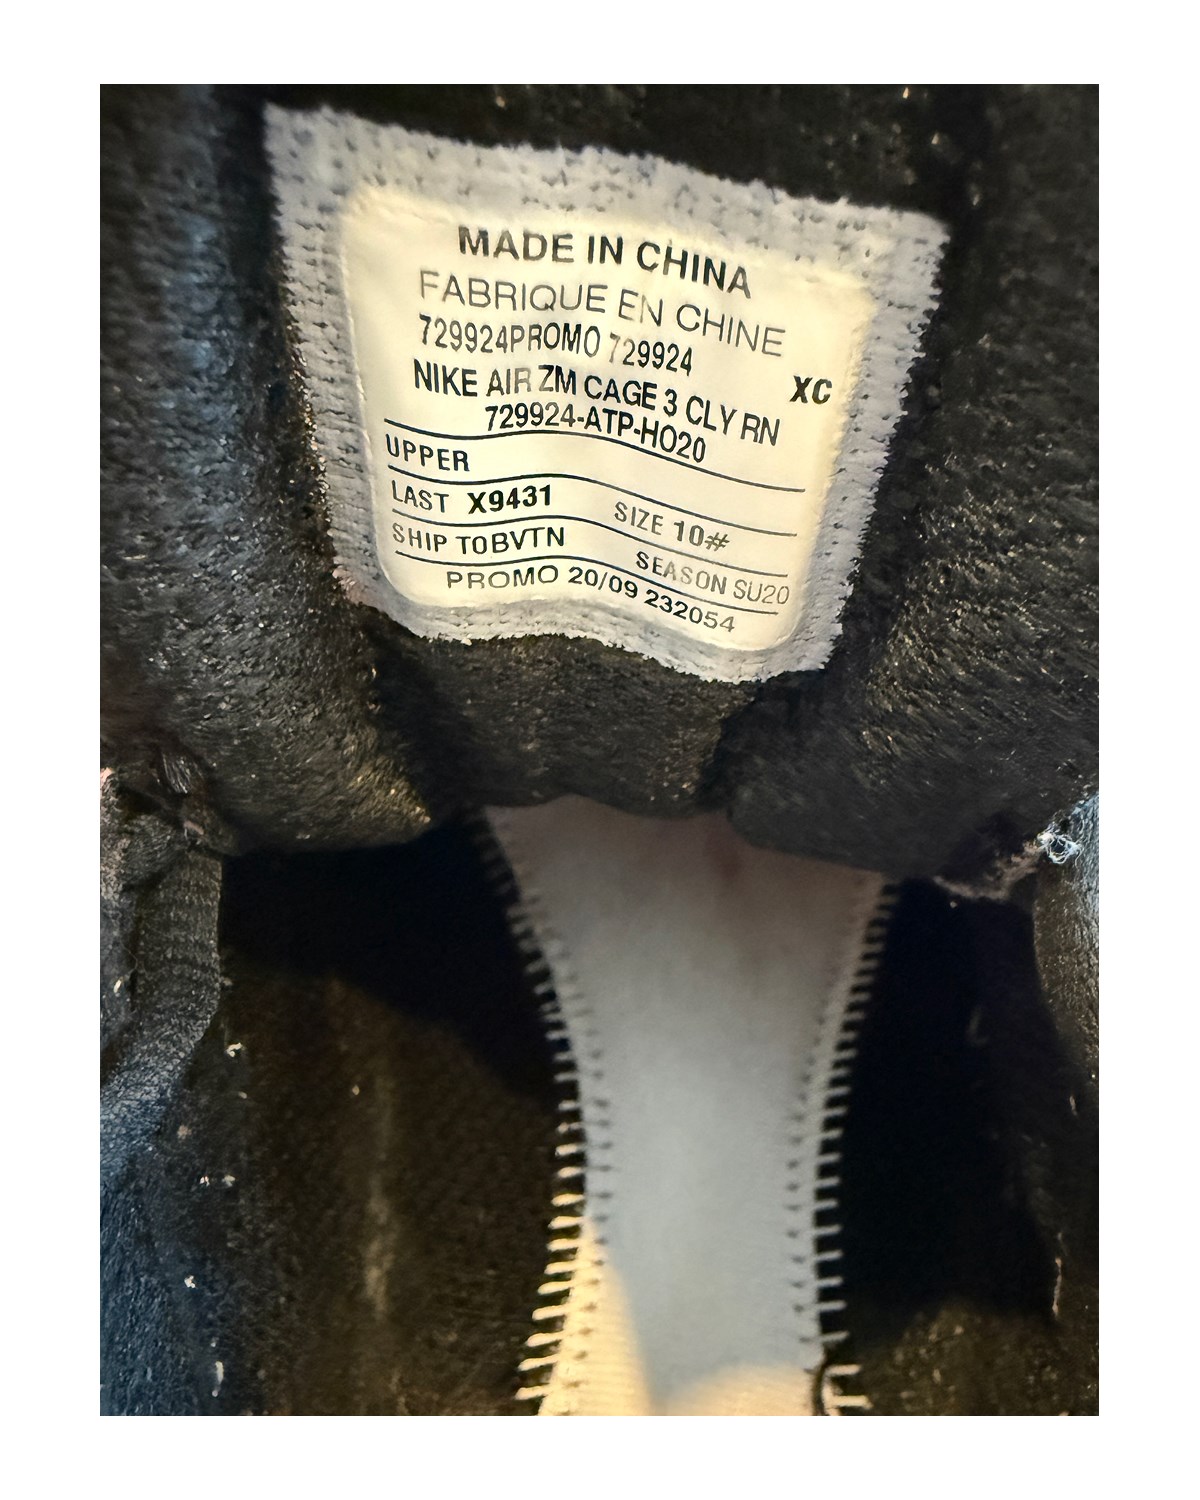 MADE IN CHINA
FABRIQUE EN CHINE
729924PROMO 729924
XC
NIKE AIR ZM CAGE 3 CLY RN
729924-ATP-HO20
UPPER
LAST X9431 SIZE 10#
SHIP TOBVTN SEASON SU20
PROMO 20/09 232054